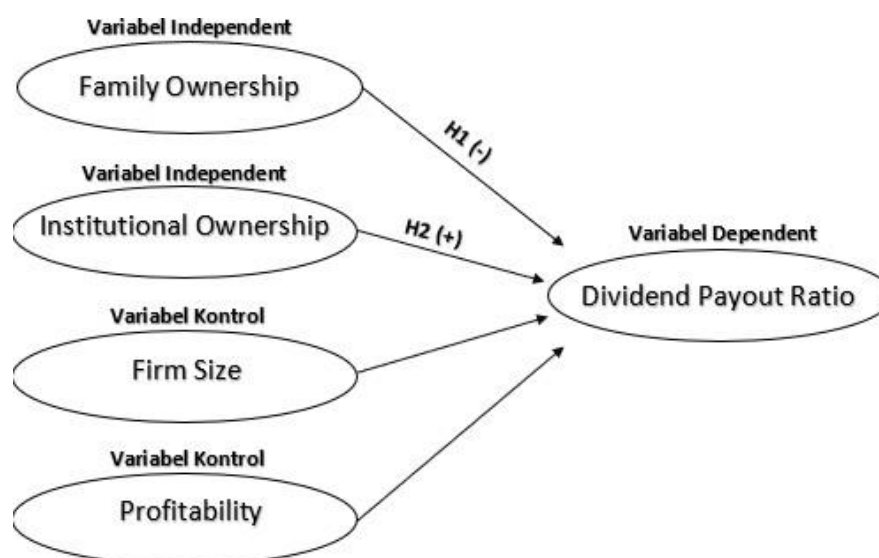 Variabel Independent
Family Ownership
H1 (-)
Variabel Independent
Institutional Ownership
H2 (+)
Variabel Dependent
Dividend Payout Ratio
Variabel Kontrol
Firm Size
Variabel Kontrol
Profitability